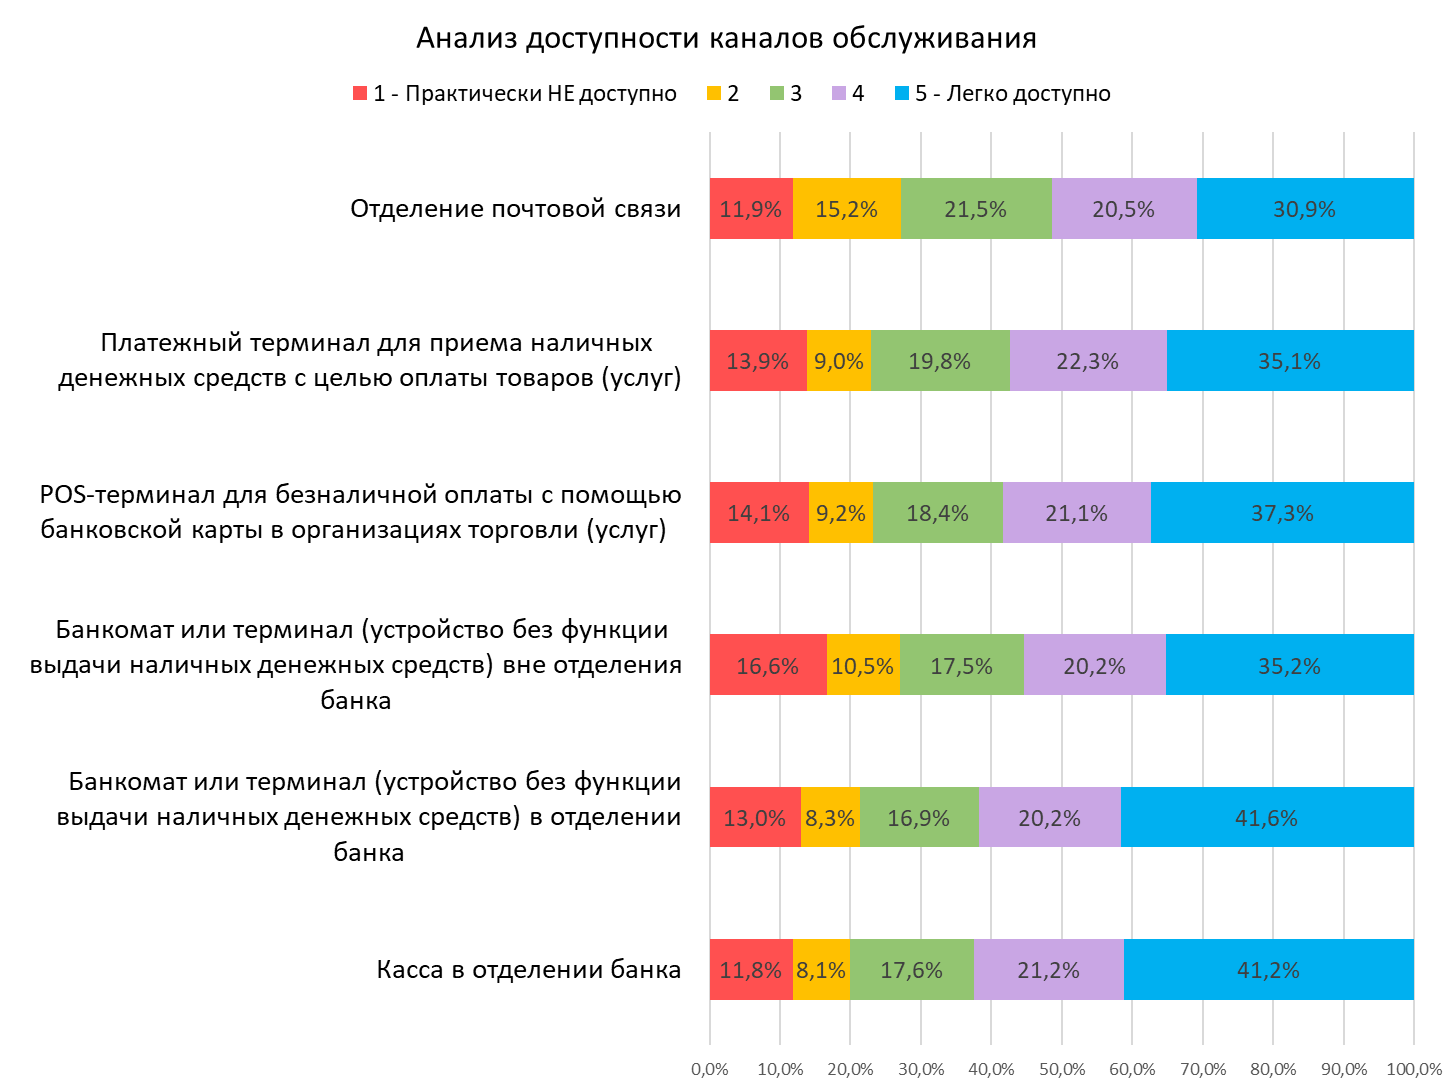 Анализ доступности каналов обслуживания
1 - Практически НЕ доступно 2 3 4 5 - Легко доступно
Отделение почтовой связи
11,9% 15,2% 21,5% 20,5% 30,9%
Платежный терминал для приема наличных
денежных средств с целью оплаты товаров (услуг)
13,9% 9,0% 19,8% 22,3% 35,1%
POS-терминал для безналичной оплаты с помощью
банковской карты в организациях торговли (услуг)
14,1% 9,2% 18,4% 21,1% 37,3%
Банкомат или терминал (устройство без функции
выдачи наличных денежных средств) вне отделения
банка
16,6% 10,5% 17,5% 20,2% 35,2%
Банкомат или терминал (устройство без функции
выдачи наличных денежных средств) в отделении
банка
13,0% 8,3% 16,9% 20,2% 41,6%
Касса в отделении банка
11,8% 8,1% 17,6% 21,2% 41,2%
0,0% 10,0% 20,0% 30,0% 40,0% 50,0% 60,0% 70,0% 80,0% 90,0% 100,0%